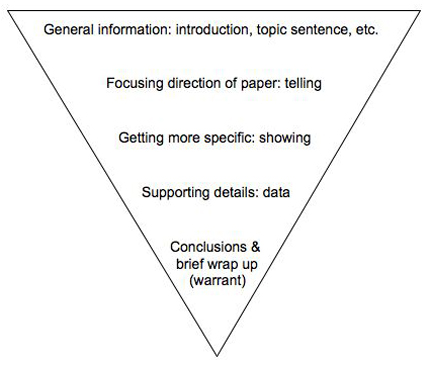 General information: introduction, topic sentence, etc.
Focusing direction of paper: telling
Getting more specific: showing
Supporting details: data
Conclusions &
brief wrap up
(warrant)